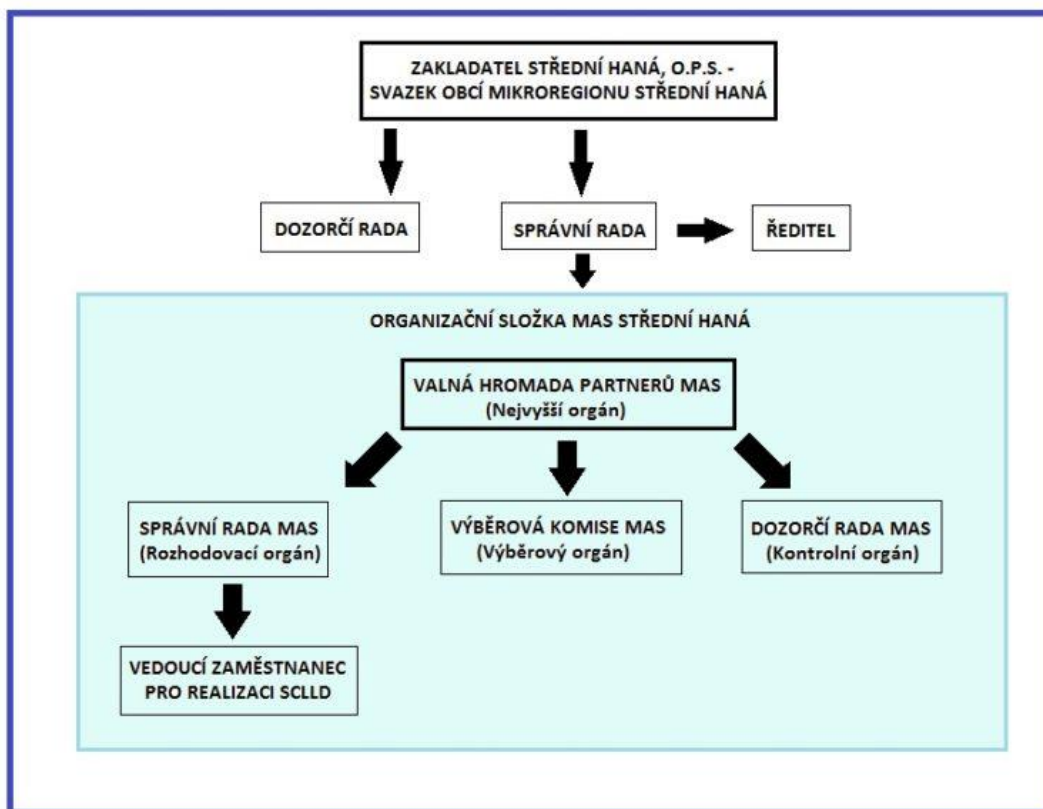 ZAKLADATEL STŘEDNÍ HANÁ, O.P.S. -
SVAZEK OBCÍ MIKROREGIONU STŘEDNÍ HANÁ
DOZORČÍ RADA
SPRÁVNÍ RADA
ŘEDITEL
ORGANIZAČNÍ SLOŽKA MAS STŘEDNÍ HANÁ
VALNÁ HROMADA PARTNERŮ MAS
(Nejvyšší orgán)
SPRÁVNÍ RADA MAS
(Rozhodovací orgán)
VÝBĚROVÁ KOMISE MAS
(Výběrový orgán)
DOZORČÍ RADA MAS
(Kontrolní orgán)
VEDOUCÍ ZAMĚSTNANEC
PRO REALIZACI SCLLD